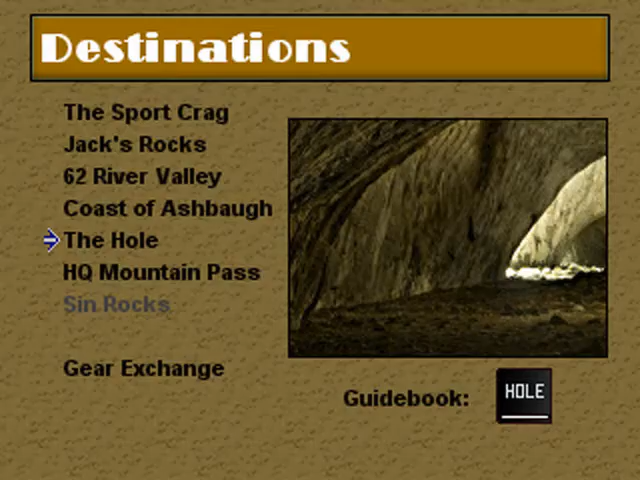 Destinations
The Sport Crag
Jack's Rocks
62 River Valley
Coast of Ashbaugh
The Hole
HQ Mountain Pass
Sin Rocks
Gear Exchange
Guidebook:
HOLE